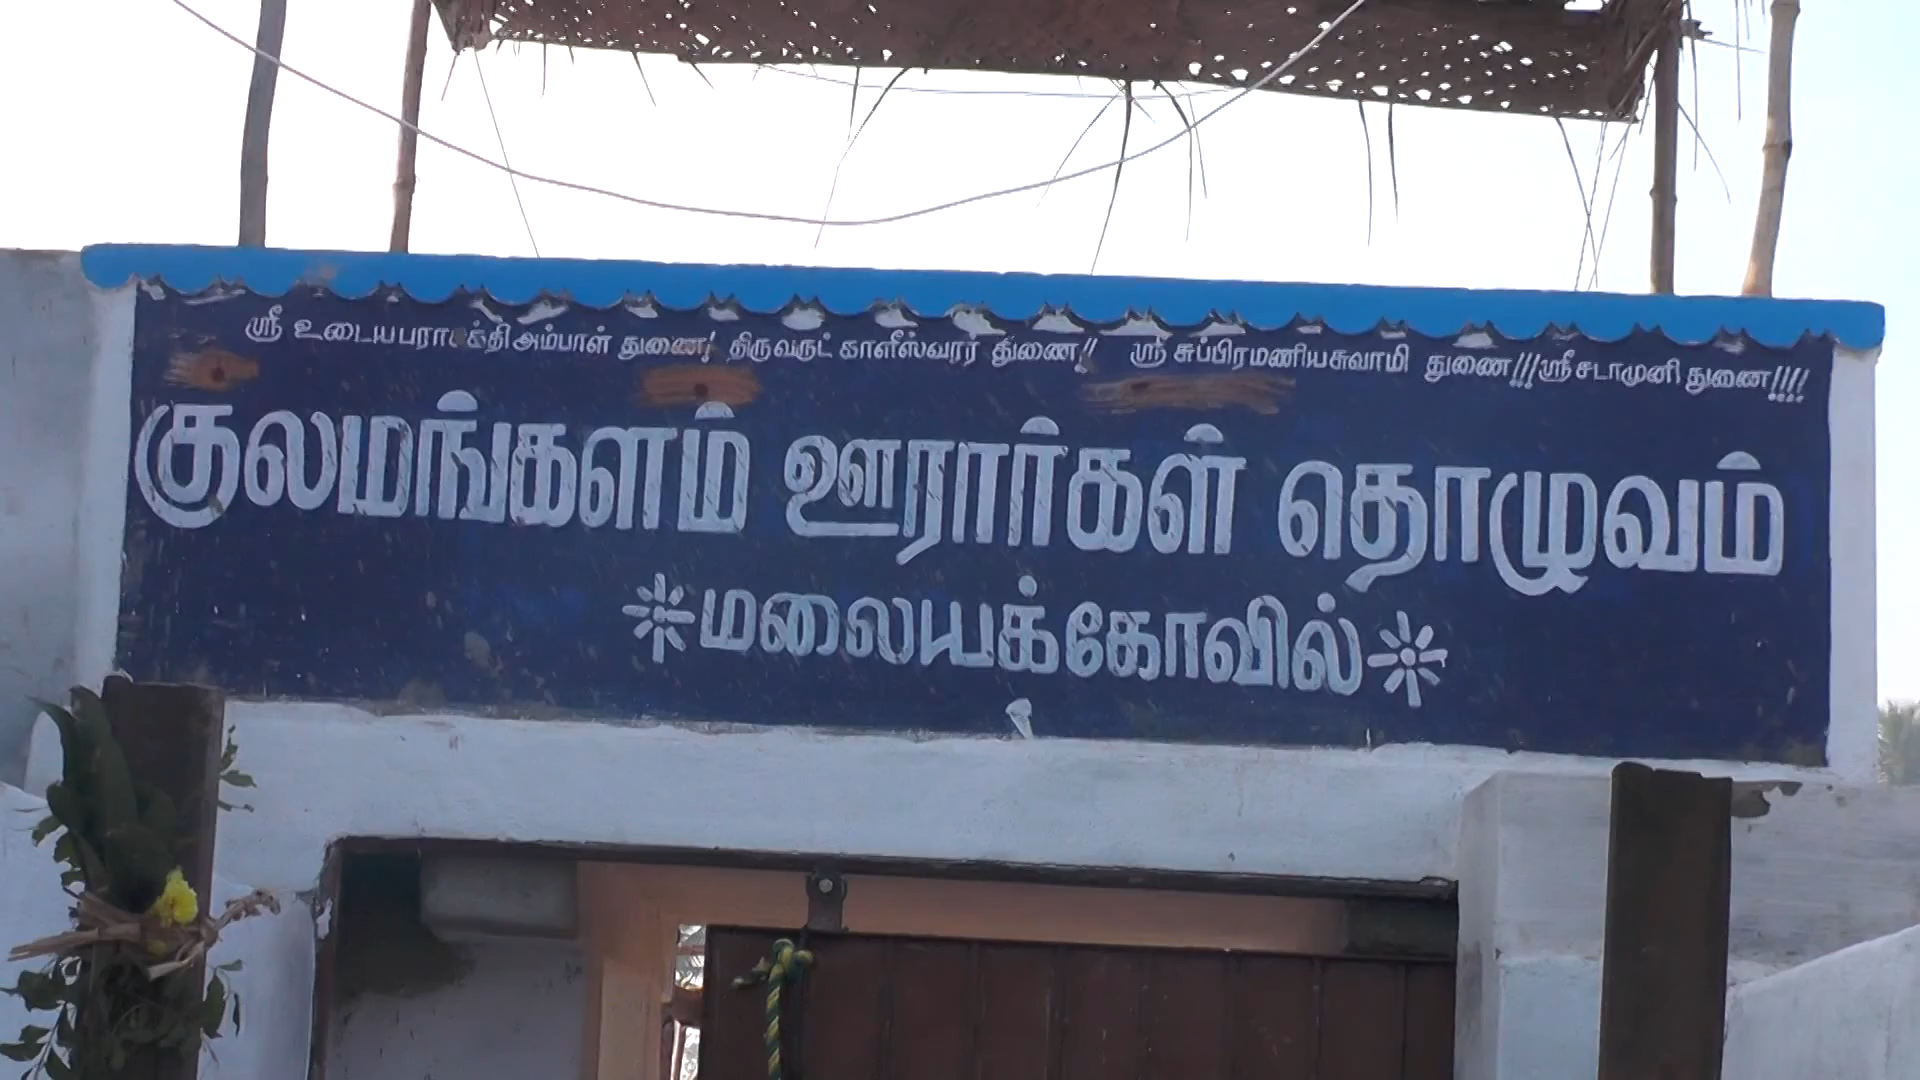 ஸ்ரீ உடையபராசக்திஅம்பாள் துணை! திருவருட் காளீஸ்வரர் துணை!! ஸ்ரீ சுப்பிரமணியசுவாமி துணை!!! ஸ்ரீ சடாமுனி துணை!!!!
குலமங்களம் ஊரார்கள் தொழுவம்
மலையக்கோவில்